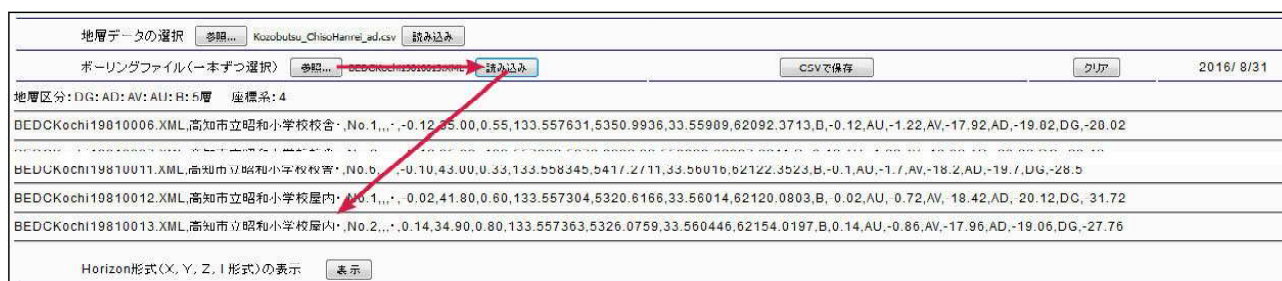 地層データの選択 参照... Kozobutsu_ChisoHanrei_ad.csv 読み込み
ボーリングファイル(一本ずつ選択) 参照... BEDCKochi19810013.XML 読み込み CSVで保存 クリア 2016/ 8/31
地層区分:DG:AD:AV:AU:B:5層 座標系:4
BEDCKochi19810006.XML,高知市立昭和小学校校舎・,No.1,,,・,-0.12,35.00,0.55,133.557631,5350.9936,33.55989,62092.3713,B,-0.12,AU,-1.22,AV,-17.92,AD,-19.82,DG,-28.02
BEDCKochi19810011.XML,高知市立昭和小学校校舎・,No.6,,,・,-0.10,43.00,0.33,133.558345,5417.2711,33.56016,62122.3523,B,-0.1,AU,-1.7,AV,-18.2,AD,-19.7,DG,-28.5
BEDCKochi19810012.XML,高知市立昭和小学校屋内・,No.1,,,・,-0.02,41.80,0.60,133.557304,5320.6166,33.56014,62120.0803,B,-0.02,AU,-0.72,AV,-18.42,AD,-20.12,DG,-31.72
BEDCKochi19810013.XML,高知市立昭和小学校屋内・,No.2,,,・,0.14,34.90,0.80,133.557363,5326.0759,33.560446,62154.0197,B,0.14,AU,-0.86,AV,-17.96,AD,-19.06,DG,-27.76
Horizon形式(X, Y, Z, I 形式)の表示 表示